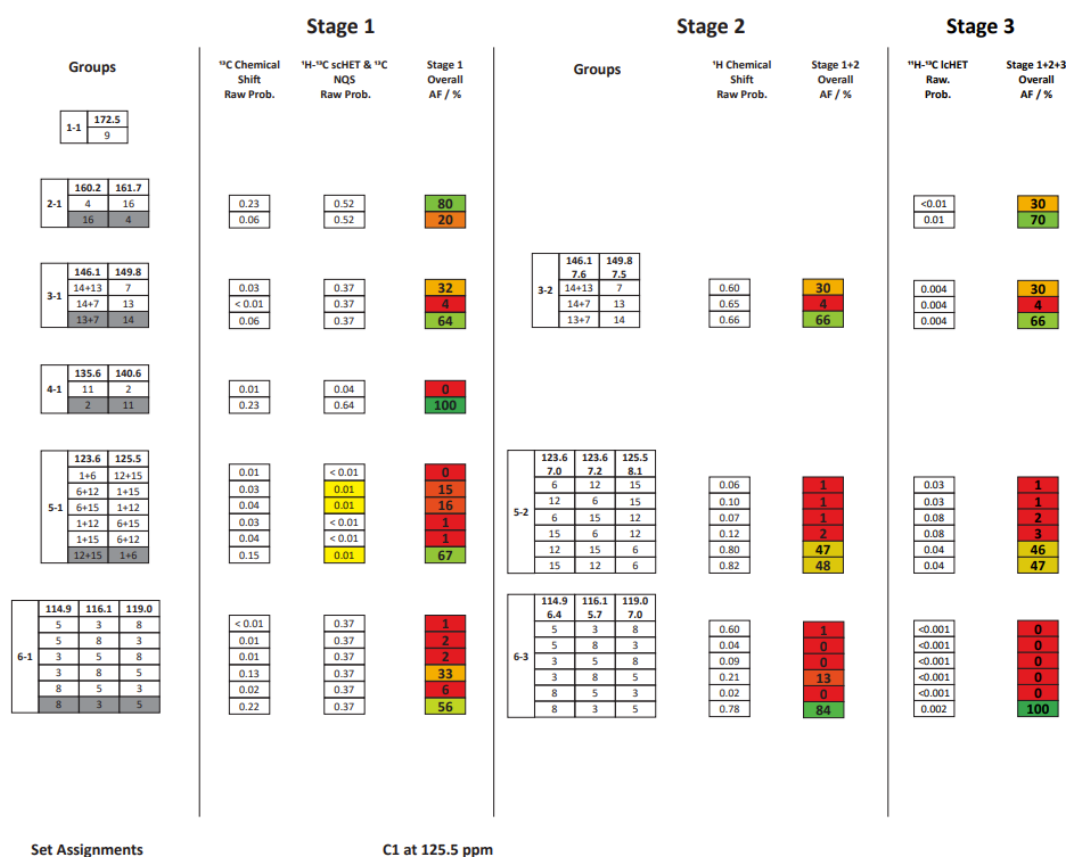 Stage 1 Stage 2 Stage 3
Groups
¹³C Chemical Shift Raw Prob.
¹H-¹³C scHET & ¹³C NQS Raw Prob.
Stage 1 Overall AF / %
Groups
¹H Chemical Shift Raw Prob.
Stage 1+2 Overall AF / %
¹¹H-¹³C lcHET Raw. Prob.
Stage 1+2+3 Overall AF / %
1-1 172.5
9
2-1 160.2 161.7
4 16 0.23 0.52 80 <0.01 30
16 4 0.06 0.52 20 0.01 70
3-1 146.1 149.8
14+13 7 0.03 0.37 32
14+7 13 < 0.01 0.37 4
13+7 14 0.06 0.37 64
3-2 146.1 149.8
7.6 7.5
14+13 7 0.60 30 0.004 30
14+7 13 0.65 4 0.004 4
13+7 14 0.66 66 0.004 66
4-1 135.6 140.6
11 2 0.01 0.04 0
2 11 0.23 0.64 100
5-1 123.6 125.5
1+6 12+15 0.01 < 0.01 0
6+12 1+15 0.03 0.01 15
6+15 1+12 0.04 0.01 16
1+12 6+15 0.03 < 0.01 1
1+15 6+12 0.04 < 0.01 1
12+15 1+6 0.15 0.01 67
5-2 123.6 123.6 125.5
7.0 7.2 8.1
6 12 15 0.06 1 0.03 1
12 6 15 0.10 1 0.03 1
6 15 12 0.07 1 0.08 2
15 6 12 0.12 2 0.08 3
12 15 6 0.80 47 0.04 46
15 12 6 0.82 48 0.04 47
6-1 114.9 116.1 119.0
5 3 8 < 0.01 0.37 1
5 8 3 0.01 0.37 2
3 5 8 0.01 0.37 2
3 8 5 0.13 0.37 33
8 5 3 0.02 0.37 6
8 3 5 0.22 0.37 56
6-3 114.9 116.1 119.0
6.4 5.7 7.0
5 3 8 0.60 1 <0.001 0
5 8 3 0.04 0 <0.001 0
3 5 8 0.09 0 <0.001 0
3 8 5 0.21 13 <0.001 0
8 5 3 0.02 0 <0.001 0
8 3 5 0.78 84 0.002 100
Set Assignments C1 at 125.5 ppm